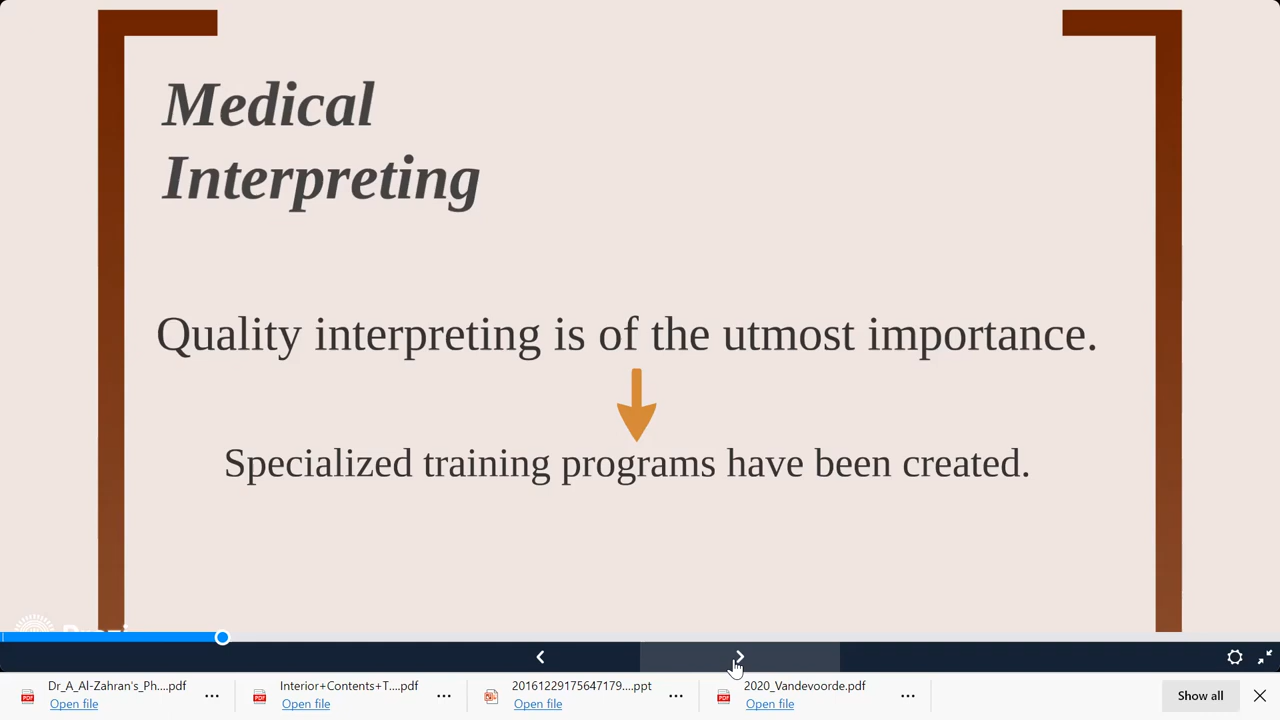 Medical
Interpreting
Quality interpreting is of the utmost importance.
Specialized training programs have been created.
Dr_A_Al-Zahran's_Ph....pdf
Open file
Interior+Contents+T....pdf
Open file
20161229175647179....ppt
Open file
2020_Vandevoorde.pdf
Open file
Show all